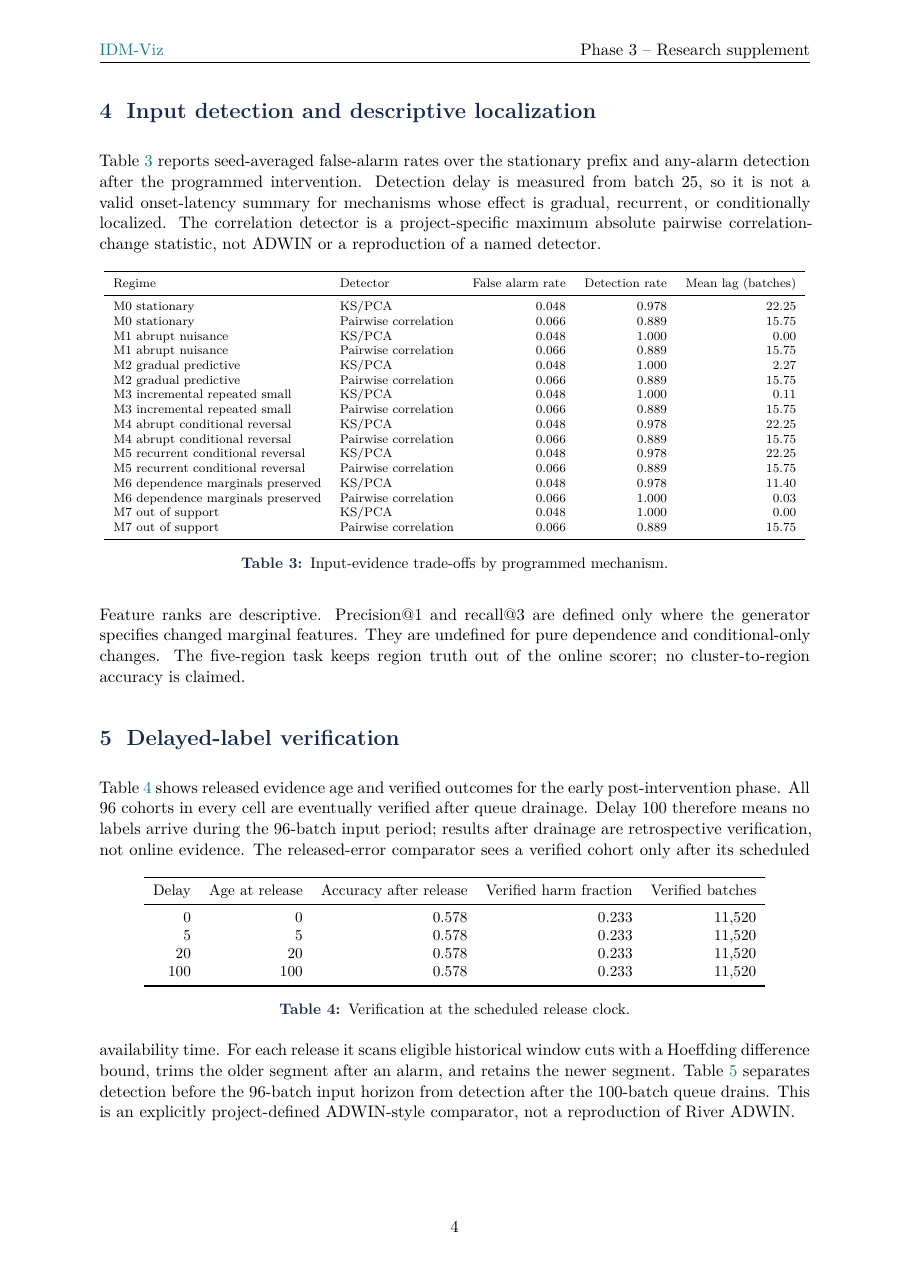 IDM-Viz Phase 3 – Research supplement
4 Input detection and descriptive localization
Table 3 reports seed-averaged false-alarm rates over the stationary prefix and any-alarm detection
after the programmed intervention. Detection delay is measured from batch 25, so it is not a
valid onset-latency summary for mechanisms whose effect is gradual, recurrent, or conditionally
localized. The correlation detector is a project-specific maximum absolute pairwise correlation-
change statistic, not ADWIN or a reproduction of a named detector.
Regime Detector False alarm rate Detection rate Mean lag (batches)
M0 stationary KS/PCA 0.048 0.978 22.25
M0 stationary Pairwise correlation 0.066 0.889 15.75
M1 abrupt nuisance KS/PCA 0.048 1.000 0.00
M1 abrupt nuisance Pairwise correlation 0.066 0.889 15.75
M2 gradual predictive KS/PCA 0.048 1.000 2.27
M2 gradual predictive Pairwise correlation 0.066 0.889 15.75
M3 incremental repeated small KS/PCA 0.048 1.000 0.11
M3 incremental repeated small Pairwise correlation 0.066 0.889 15.75
M4 abrupt conditional reversal KS/PCA 0.048 0.978 22.25
M4 abrupt conditional reversal Pairwise correlation 0.066 0.889 15.75
M5 recurrent conditional reversal KS/PCA 0.048 0.978 22.25
M5 recurrent conditional reversal Pairwise correlation 0.066 0.889 15.75
M6 dependence marginals preserved KS/PCA 0.048 0.978 11.40
M6 dependence marginals preserved Pairwise correlation 0.066 1.000 0.03
M7 out of support KS/PCA 0.048 1.000 0.00
M7 out of support Pairwise correlation 0.066 0.889 15.75
Table 3: Input-evidence trade-offs by programmed mechanism.
Feature ranks are descriptive. Precision@1 and recall@3 are defined only where the generator
specifies changed marginal features. They are undefined for pure dependence and conditional-only
changes. The five-region task keeps region truth out of the online scorer; no cluster-to-region
accuracy is claimed.
5 Delayed-label verification
Table 4 shows released evidence age and verified outcomes for the early post-intervention phase. All
96 cohorts in every cell are eventually verified after queue drainage. Delay 100 therefore means no
labels arrive during the 96-batch input period; results after drainage are retrospective verification,
not online evidence. The released-error comparator sees a verified cohort only after its scheduled
Delay Age at release Accuracy after release Verified harm fraction Verified batches
0 0 0.578 0.233 11,520
5 5 0.578 0.233 11,520
20 20 0.578 0.233 11,520
100 100 0.578 0.233 11,520
Table 4: Verification at the scheduled release clock.
availability time. For each release it scans eligible historical window cuts with a Hoeffding difference
bound, trims the older segment after an alarm, and retains the newer segment. Table 5 separates
detection before the 96-batch input horizon from detection after the 100-batch queue drains. This
is an explicitly project-defined ADWIN-style comparator, not a reproduction of River ADWIN.
4